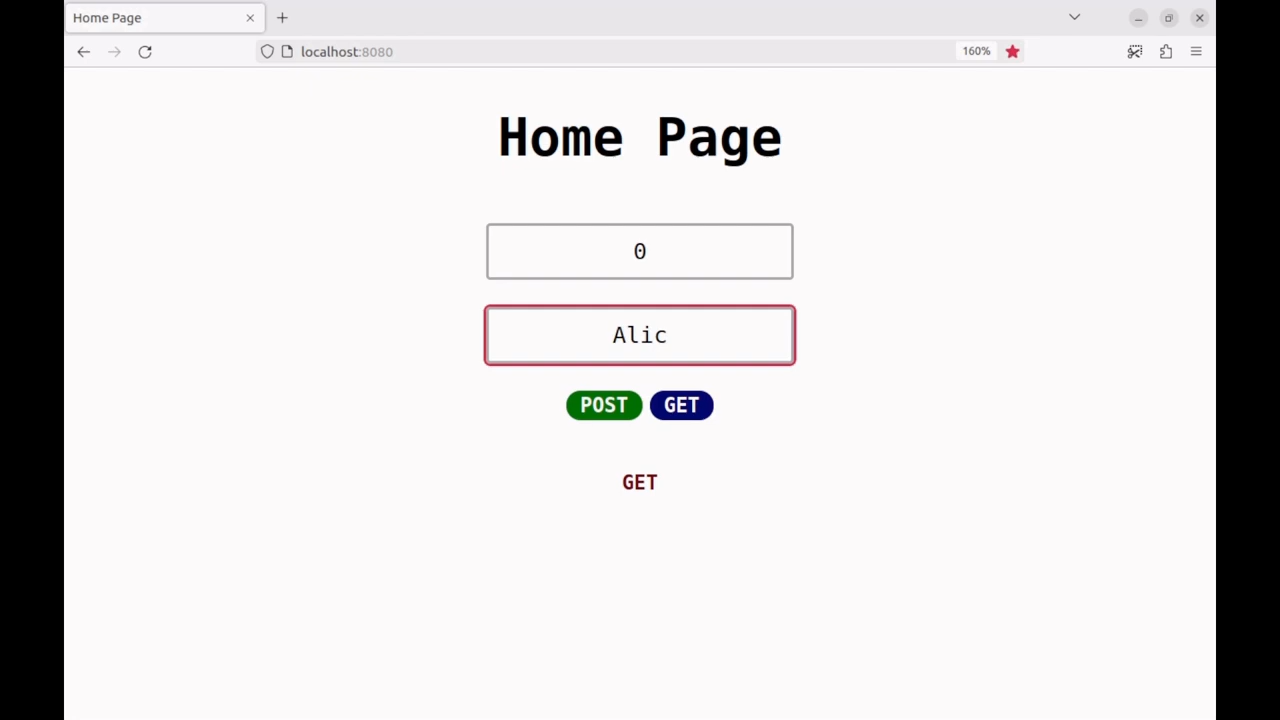 Home Page
localhost:8080
160%
Home Page
0
Alic
POST GET
GET